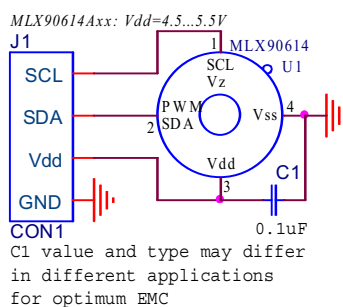 MLX90614Axx: Vdd=4.5...5.5V
J1
1
MLX90614
U1
SCL
SCL
Vz
SDA
PWM
SDA
2
Vss
4
Vdd
Vdd
3
C1
GND
0.1uF
CON1
C1 value and type may differ
in different applications
for optimum EMC